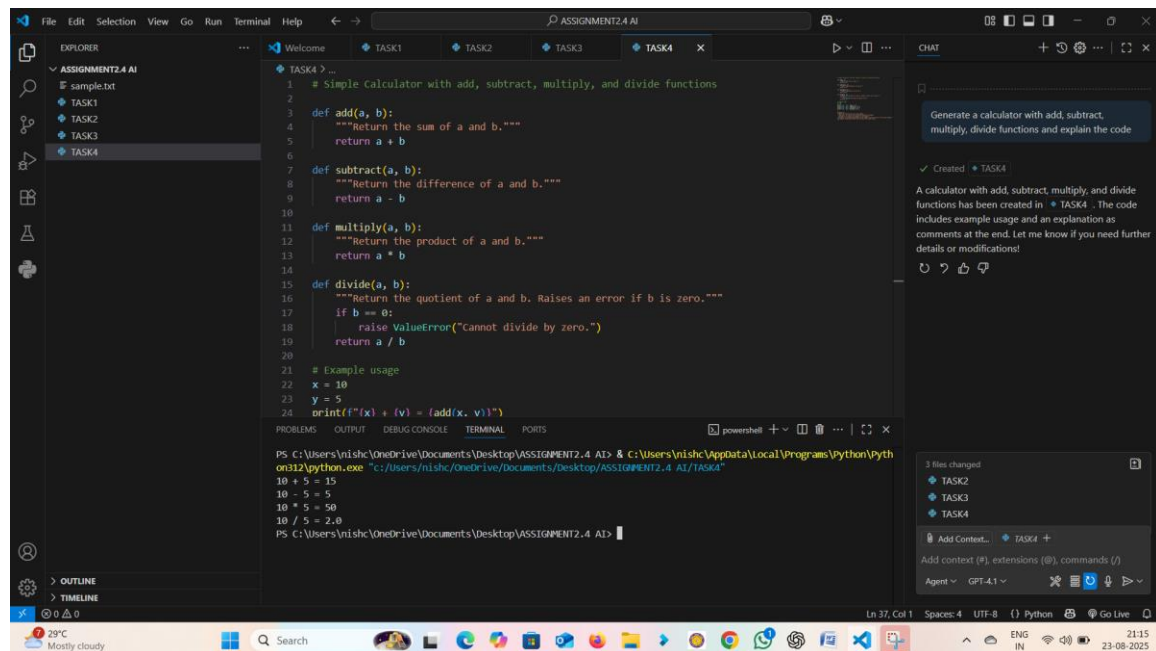 File Edit Selection View Go Run Terminal Help
ASSIGNMENT2.4 AI
EXPLORER
ASSIGNMENT2.4 AI
sample.txt
TASK1
TASK2
TASK3
TASK4
OUTLINE
TIMELINE
Welcome TASK1 TASK2 TASK3 TASK4
TASK4 > ...
1 # Simple Calculator with add, subtract, multiply, and divide functions
2
3 def add(a, b):
4 """Return the sum of a and b."""
5 return a + b
6
7 def subtract(a, b):
8 """Return the difference of a and b."""
9 return a - b
10
11 def multiply(a, b):
12 """Return the product of a and b."""
13 return a * b
14
15 def divide(a, b):
16 """Return the quotient of a and b. Raises an error if b is zero."""
17 if b == 0:
18 raise ValueError("Cannot divide by zero.")
19 return a / b
20
21 # Example usage
22 x = 10
23 y = 5
24 print(f"{x} + {y} = {add(x, y)}")
PROBLEMS OUTPUT DEBUG CONSOLE TERMINAL PORTS
powershell
PS C:\Users\nishc\OneDrive\Documents\Desktop\ASSIGNMENT2.4 AI> & C:\Users\nishc\AppData\Local\Programs\Python\Pyth
on312\python.exe "c:/Users/nishc/OneDrive/Documents/Desktop/ASSIGNMENT2.4 AI/TASK4"
10 + 5 = 15
10 - 5 = 5
10 * 5 = 50
10 / 5 = 2.0
PS C:\Users\nishc\OneDrive\Documents\Desktop\ASSIGNMENT2.4 AI>
CHAT
Generate a calculator with add, subtract,
multiply, divide functions and explain the code
Created TASK4
A calculator with add, subtract, multiply, and divide
functions has been created in TASK4 . The code
includes example usage and an explanation as
comments at the end. Let me know if you need further
details or modifications!
3 files changed
TASK2
TASK3
TASK4
Add Context... TASK4 +
Add context (#), extensions (@), commands (/)
Agent GPT-4.1
0 0 Ln 37, Col 1 Spaces: 4 UTF-8 {} Python Go Live
29°C
Mostly cloudy
Search
ENG
IN
21:15
23-08-2025